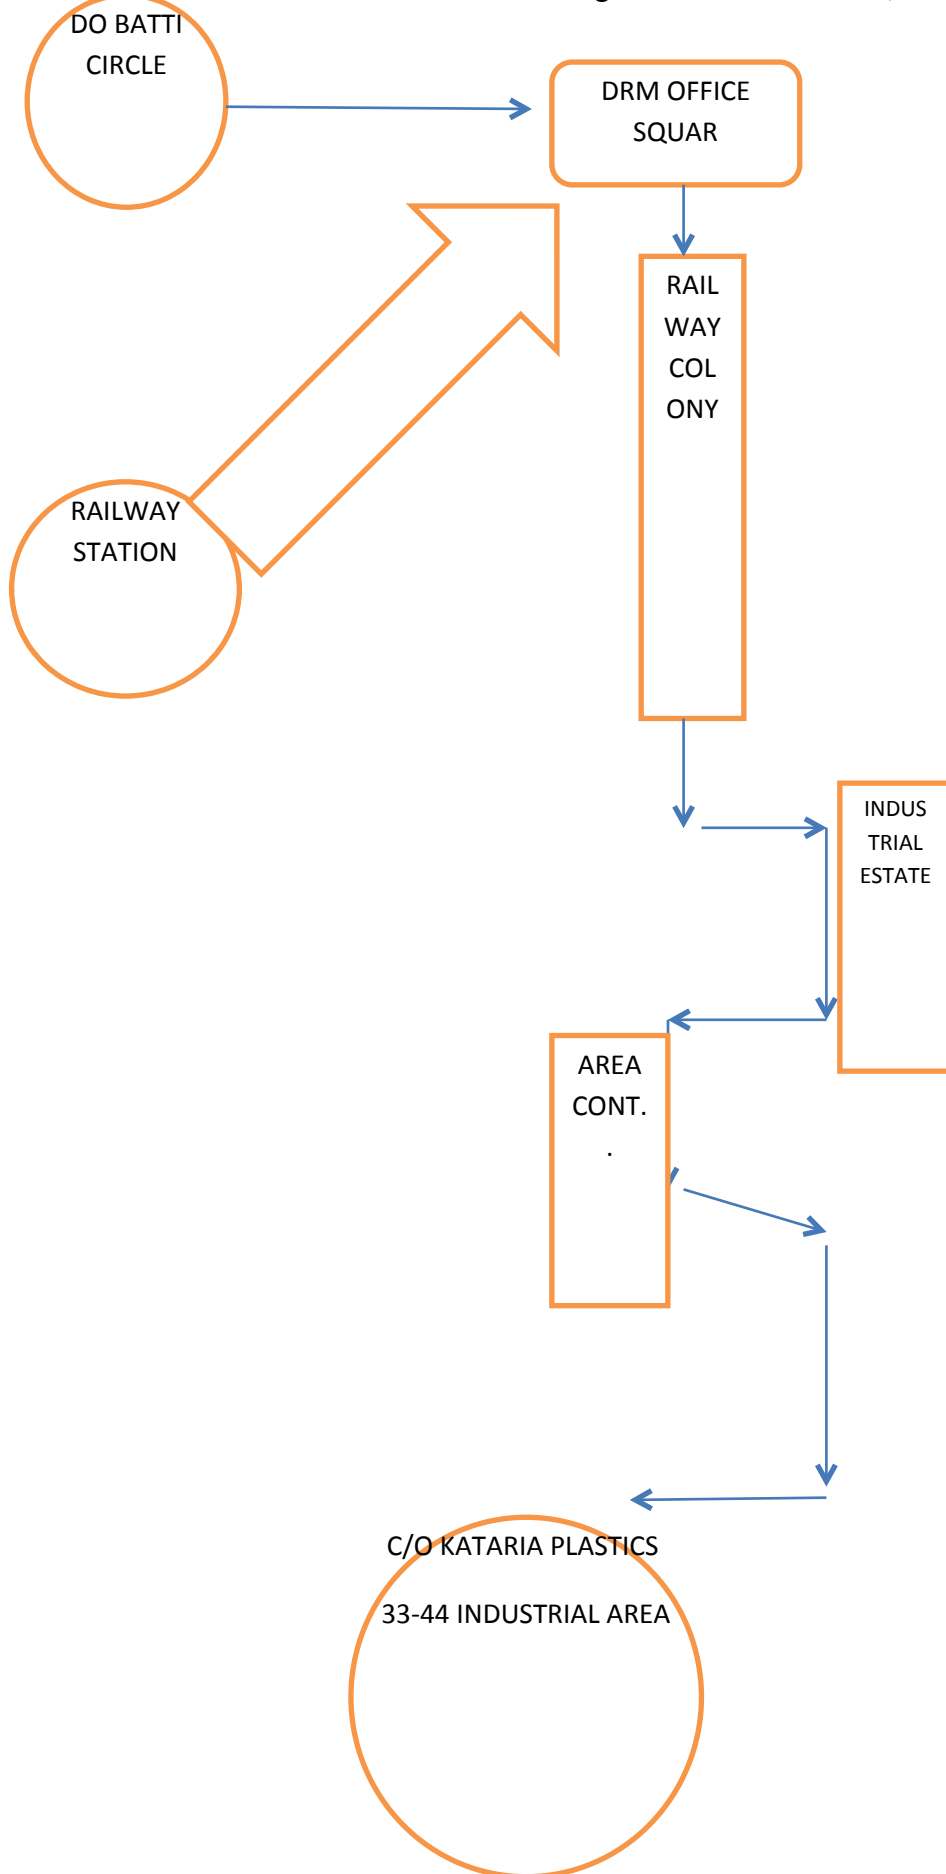 DO BATTI
CIRCLE
DRM OFFICE
SQUAR
RAIL
WAY
COL
ONY
RAILWAY
STATION
INDUS
TRIAL
ESTATE
AREA
CONT.
.
C/O KATARIA PLASTICS
33-44 INDUSTRIAL AREA